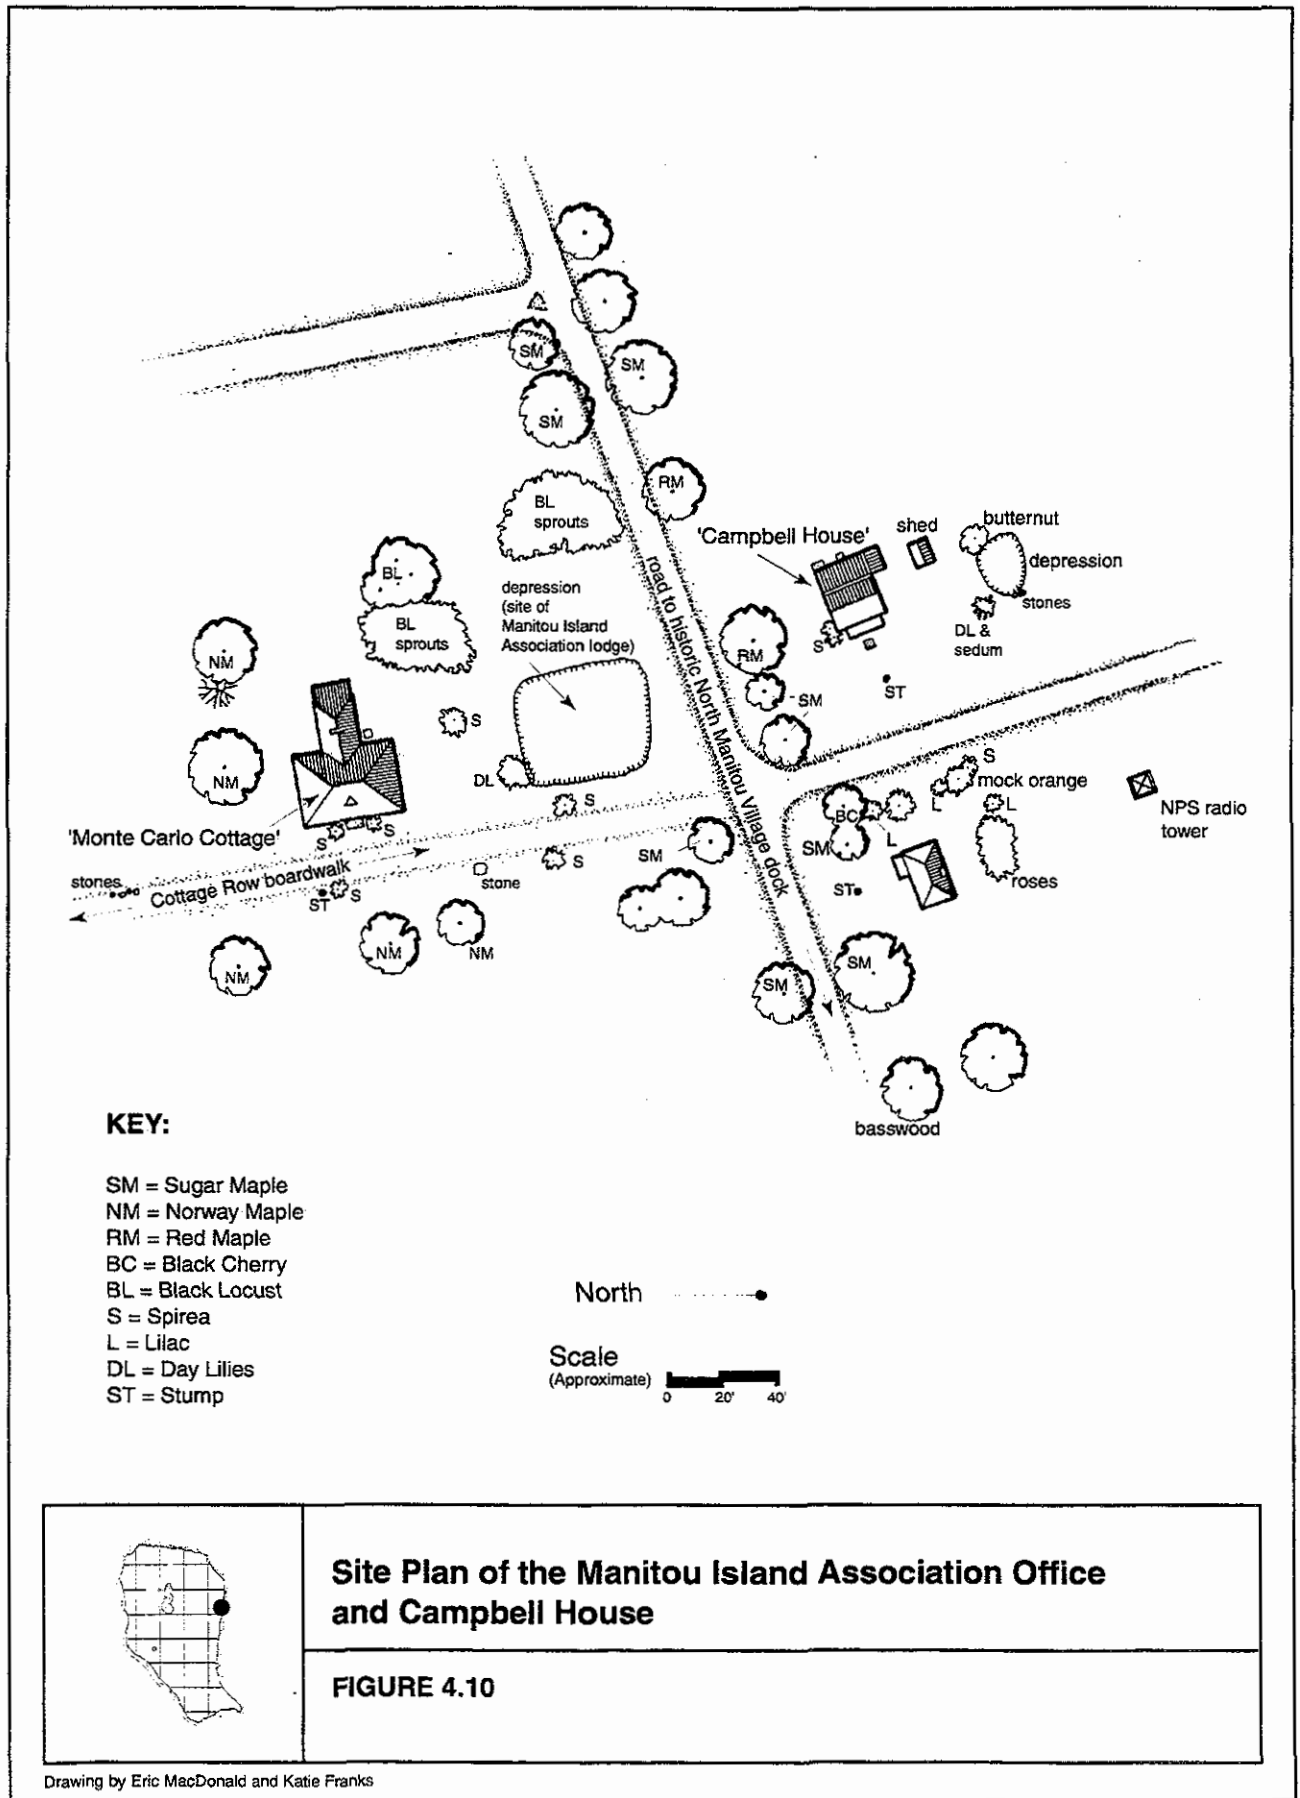 SM
SM
SM
RM
BL
sprouts
'Campbell House'
shed
butternut
depression
stones
DL &
sedum
BL
BL
sprouts
depression
(site of
Manitou Island
Association lodge)
road to historic North Manitou Village dock
NM
RM
S
ST
SM
S
NM
DL
S
S
mock orange
L
L
NPS radio
tower
BC
L
SM
'Monte Carlo Cottage'
S
S
SM
S
roses
stones
Cottage Row boardwalk
stone
ST
S
ST
NM
NM
NM
SM
SM
basswood
KEY:
SM = Sugar Maple
NM = Norway Maple
RM = Red Maple
BC = Black Cherry
BL = Black Locust
S = Spirea
L = Lilac
DL = Day Lilies
ST = Stump
North
Scale
(Approximate)
0 20' 40'
Site Plan of the Manitou Island Association Office
and Campbell House
FIGURE 4.10
Drawing by Eric MacDonald and Katie Franks